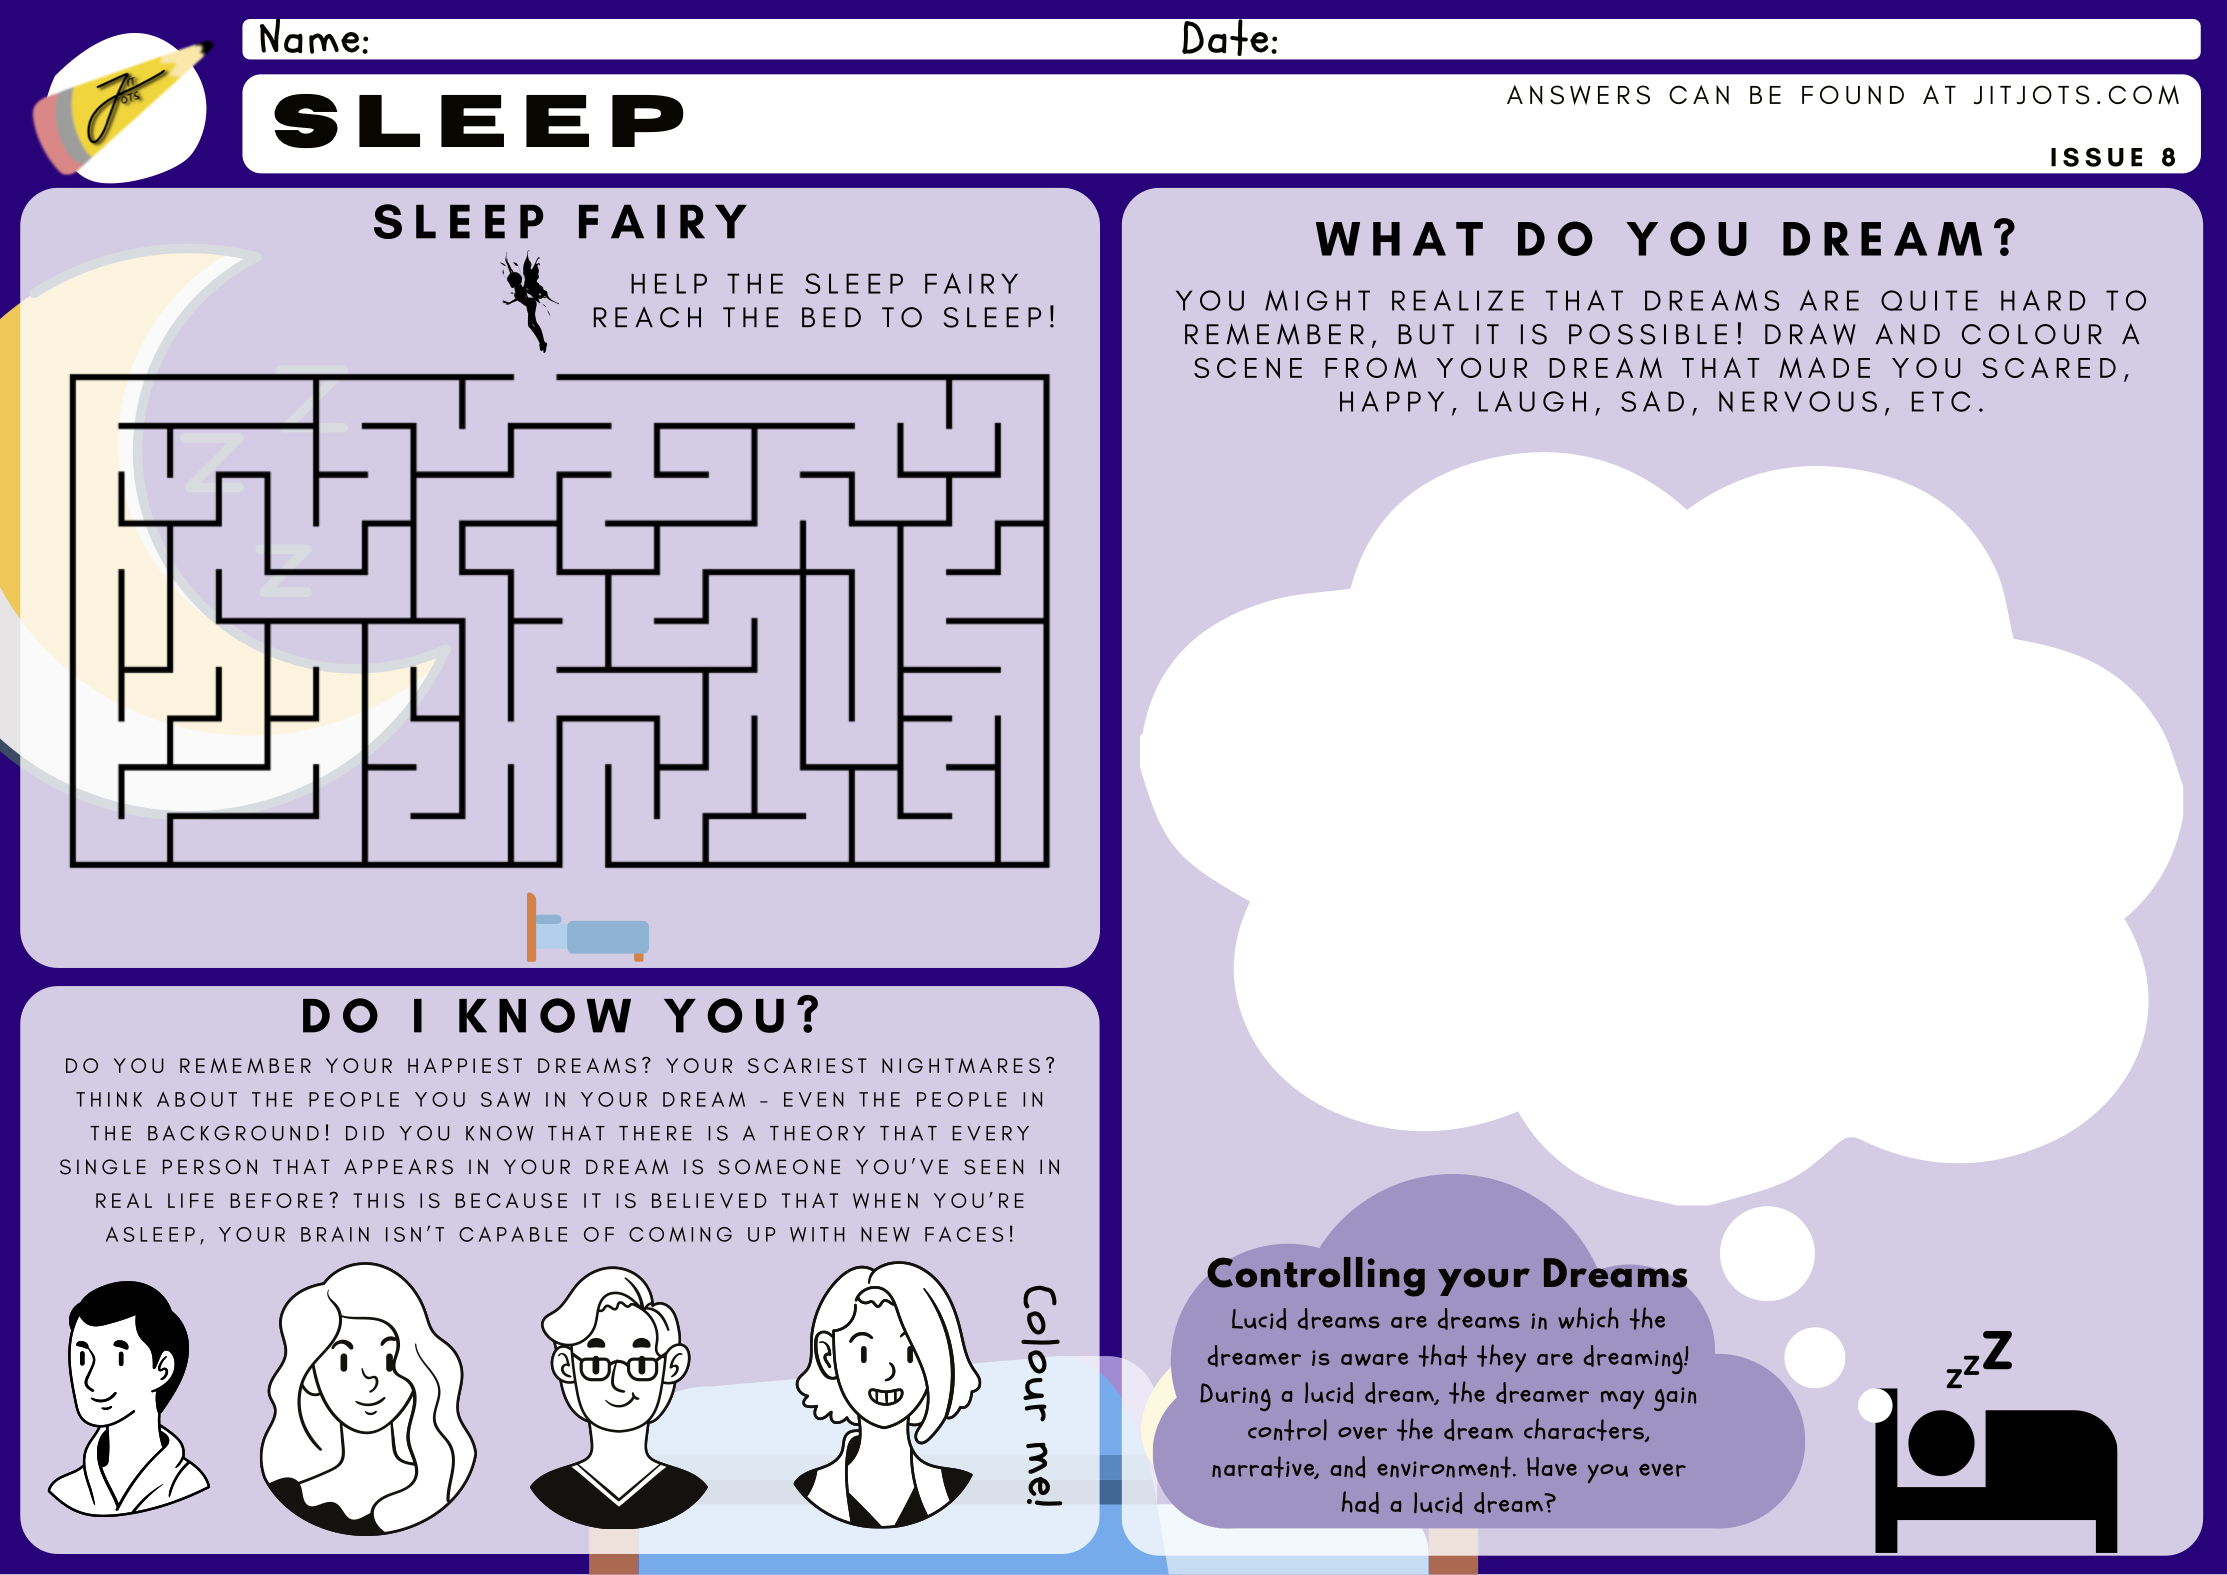 Name:
Date:
JIT
JOTS
SLEEP
ANSWERS CAN BE FOUND AT JITJOTS.COM
ISSUE 8
SLEEP FAIRY
HELP THE SLEEP FAIRY
REACH THE BED TO SLEEP!
Z
Z
Z
DO I KNOW YOU?
DO YOU REMEMBER YOUR HAPPIEST DREAMS? YOUR SCARIEST NIGHTMARES?
THINK ABOUT THE PEOPLE YOU SAW IN YOUR DREAM - EVEN THE PEOPLE IN
THE BACKGROUND! DID YOU KNOW THAT THERE IS A THEORY THAT EVERY
SINGLE PERSON THAT APPEARS IN YOUR DREAM IS SOMEONE YOU'VE SEEN IN
REAL LIFE BEFORE? THIS IS BECAUSE IT IS BELIEVED THAT WHEN YOU'RE
ASLEEP, YOUR BRAIN ISN'T CAPABLE OF COMING UP WITH NEW FACES!
Colour me!
WHAT DO YOU DREAM?
YOU MIGHT REALIZE THAT DREAMS ARE QUITE HARD TO
REMEMBER, BUT IT IS POSSIBLE! DRAW AND COLOUR A
SCENE FROM YOUR DREAM THAT MADE YOU SCARED,
HAPPY, LAUGH, SAD, NERVOUS, ETC.
Controlling your Dreams
Lucid dreams are dreams in which the
dreamer is aware that they are dreaming!
During a lucid dream, the dreamer may gain
control over the dream characters,
narrative, and environment. Have you ever
had a lucid dream?
zzZ